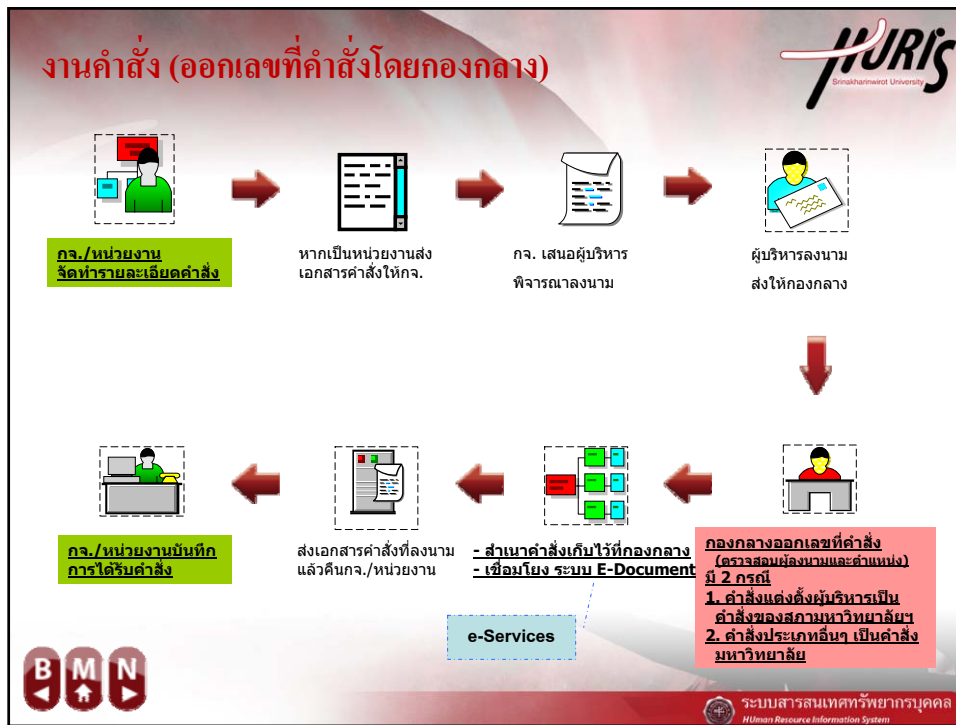 งานคำสั่ง (ออกเลขที่คำสั่งโดยกองกลาง)
HURIS
Srinakharinwirot University
กจ./หน่วยงาน
จัดทำรายละเอียดคำสั่ง
หากเป็นหน่วยงานส่ง
เอกสารคำสั่งให้กจ.
กจ. เสนอผู้บริหาร
พิจารณาลงนาม
ผู้บริหารลงนาม
ส่งให้กองกลาง
กจ./หน่วยงานบันทึก
การได้รับคำสั่ง
ส่งเอกสารคำสั่งที่ลงนาม
แล้วคืนกจ./หน่วยงาน
- สำเนาคำสั่งเก็บไว้ที่กองกลาง
- เชื่อมโยง ระบบ E-Document
กองกลางออกเลขที่คำสั่ง
(ตรวจสอบผู้ลงนามและตำแหน่ง)
มี 2 กรณี
1. คำสั่งแต่งตั้งผู้บริหารเป็น
คำสั่งของสภามหาวิทยาลัยฯ
2. คำสั่งประเภทอื่นๆ เป็นคำสั่ง
มหาวิทยาลัย
e-Services
B M N
ระบบสารสนเทศทรัพยากรบุคคล
HUman Resource Information System